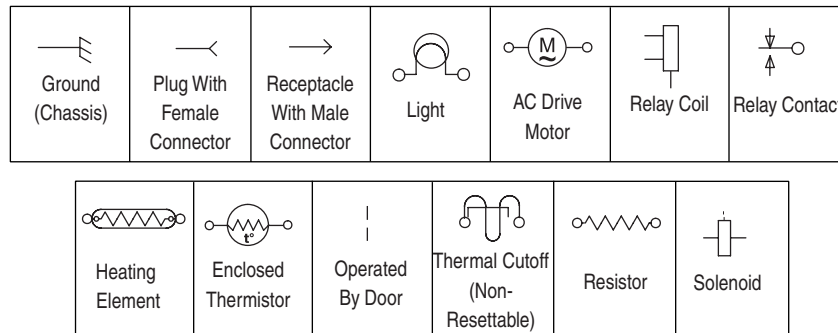 Ground
(Chassis)
Plug With
Female
Connector
Receptacle
With Male
Connector
Light
M
AC Drive
Motor
Relay Coil
Relay Contact
Heating
Element
t°
Enclosed
Thermistor
Operated
By Door
Thermal Cutoff
(Non-
Resettable)
Resistor
Solenoid